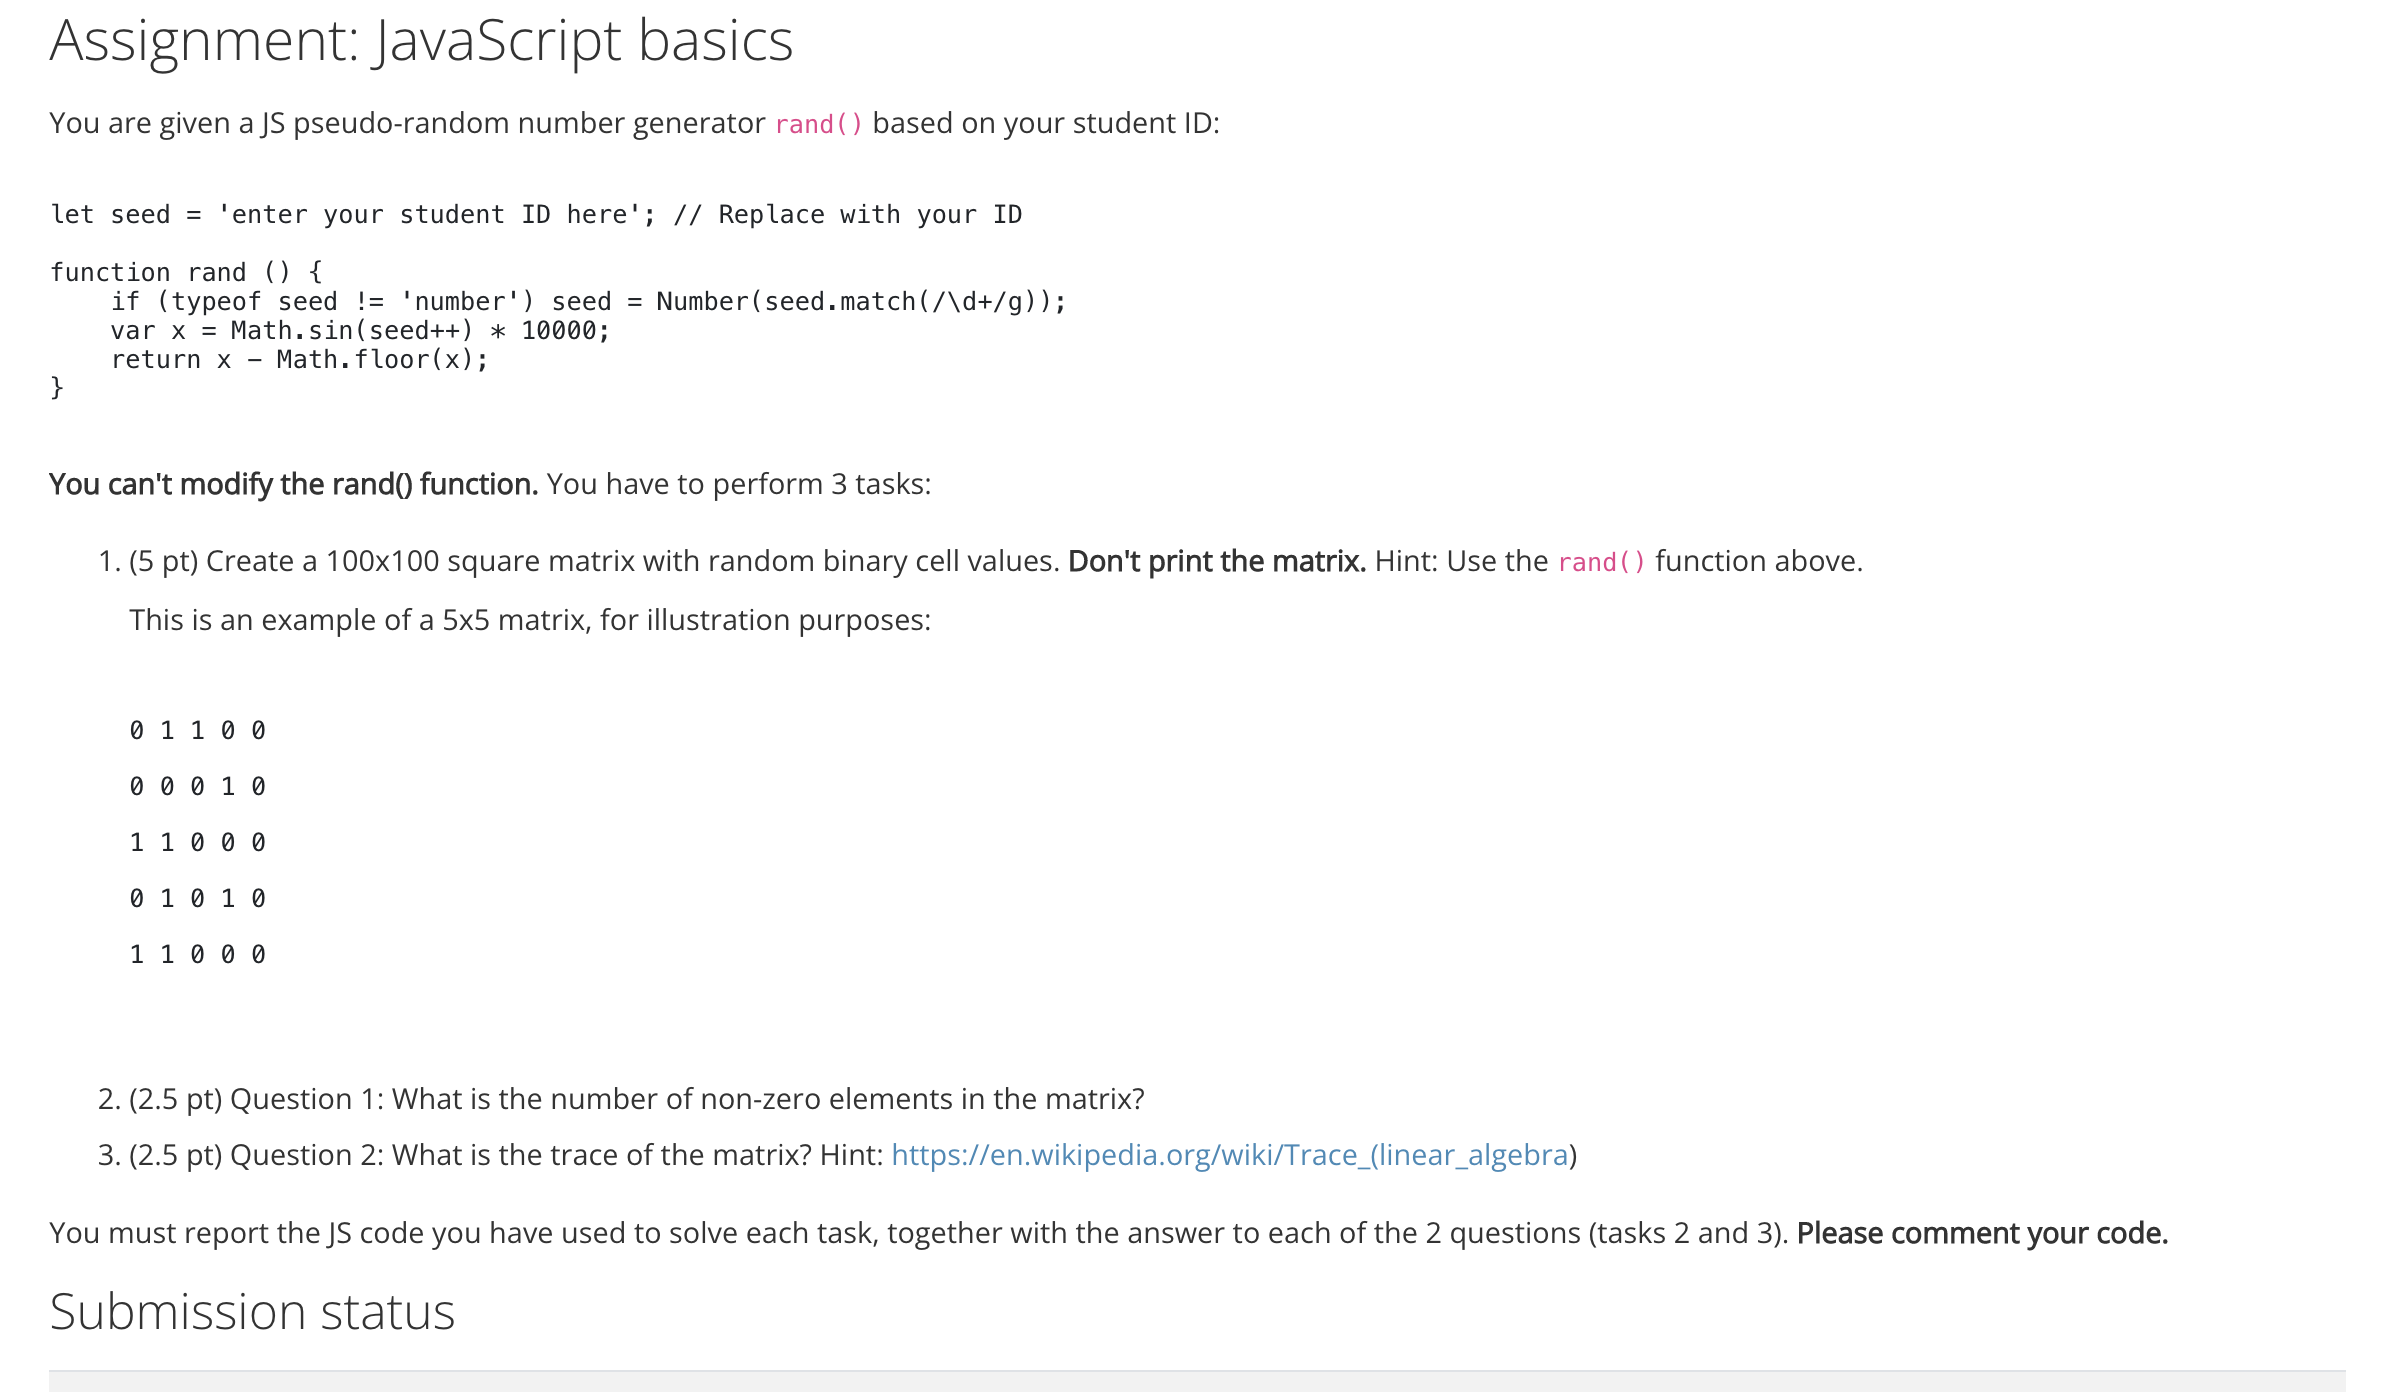 Assignment: JavaScript basics
You are given a JS pseudo-random number generator rand() based on your student ID:
let seed = 'enter your student ID here'; // Replace with your ID
function rand () {
    if (typeof seed != 'number') seed = Number(seed.match(/\d+/g));
    var x = Math.sin(seed++) * 10000;
    return x - Math.floor(x);
}
You can't modify the rand() function. You have to perform 3 tasks:
1. (5 pt) Create a 100x100 square matrix with random binary cell values. Don't print the matrix. Hint: Use the rand() function above.
This is an example of a 5x5 matrix, for illustration purposes:
0 1 1 0 0
0 0 0 1 0
1 1 0 0 0
0 1 0 1 0
1 1 0 0 0
2. (2.5 pt) Question 1: What is the number of non-zero elements in the matrix?
3. (2.5 pt) Question 2: What is the trace of the matrix? Hint: https://en.wikipedia.org/wiki/Trace_(linear_algebra)
You must report the JS code you have used to solve each task, together with the answer to each of the 2 questions (tasks 2 and 3). Please comment your code.
Submission status